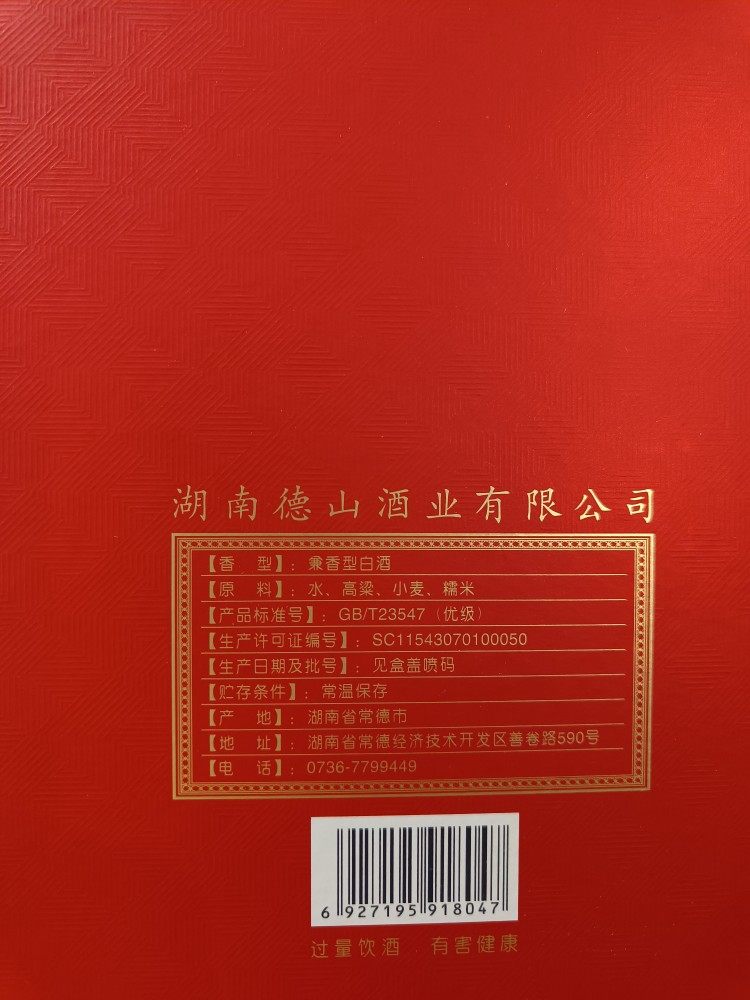 湖南德山酒业有限公司
【香 型】：兼香型白酒
【原 料】：水、高粱、小麦、糯米
【产品标准号】：GB/T23547（优级）
【生产许可证编号】：SC11543070100050
【生产日期及批号】：见盒盖喷码
【贮存条件】：常温保存
【产 地】：湖南省常德市
【地 址】：湖南省常德经济技术开发区善卷路590号
【电 话】：0736-7799449
6 927195 918047
过量饮酒 有害健康